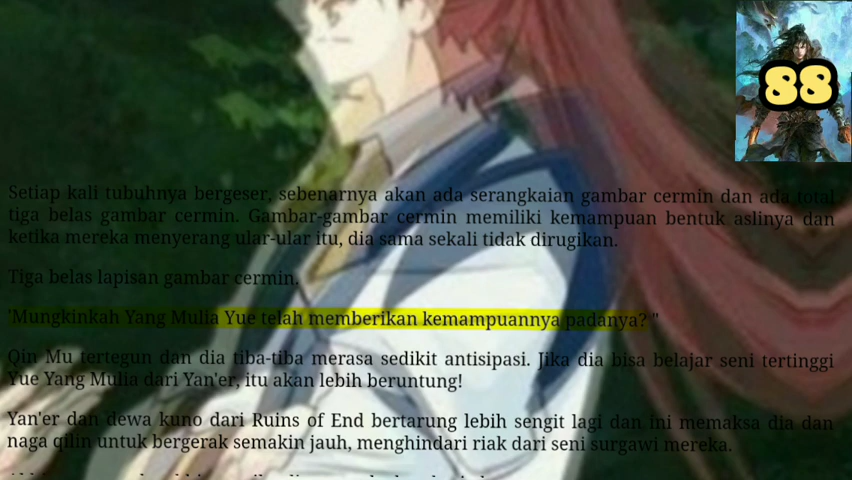 88
Setiap kali tubuhnya bergeser, sebenarnya akan ada serangkaian gambar cermin dan ada total
tiga belas gambar cermin. Gambar-gambar cermin memiliki kemampuan bentuk aslinya dan
ketika mereka menyerang ular-ular itu, dia sama sekali tidak dirugikan.
Tiga belas lapisan gambar cermin.
'Mungkinkah Yang Mulia Yue telah memberikan kemampuannya padanya? "
Qin Mu tertegun dan dia tiba-tiba merasa sedikit antisipasi. Jika dia bisa belajar seni tertinggi
Yue Yang Mulia dari Yan'er, itu akan lebih beruntung!
Yan'er dan dewa kuno dari Ruins of End bertarung lebih sengit lagi dan ini memaksa dia dan
naga qilin untuk bergerak semakin jauh, menghindari riak dari seni surgawi mereka.